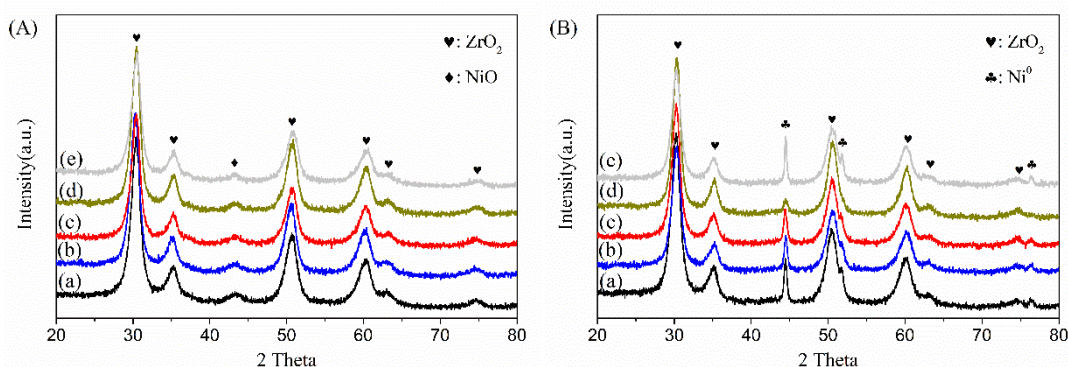 (A)
♥: ZrO₂
♦: NiO
(e)
(d)
(c)
(b)
(a)
Intensity(a.u.)
20 30 40 50 60 70 80
2 Theta
(B)
♥: ZrO₂
♣: Ni⁰
(c)
(d)
(c)
(b)
(a)
Intensity(a.u.)
20 30 40 50 60 70 80
2 Theta